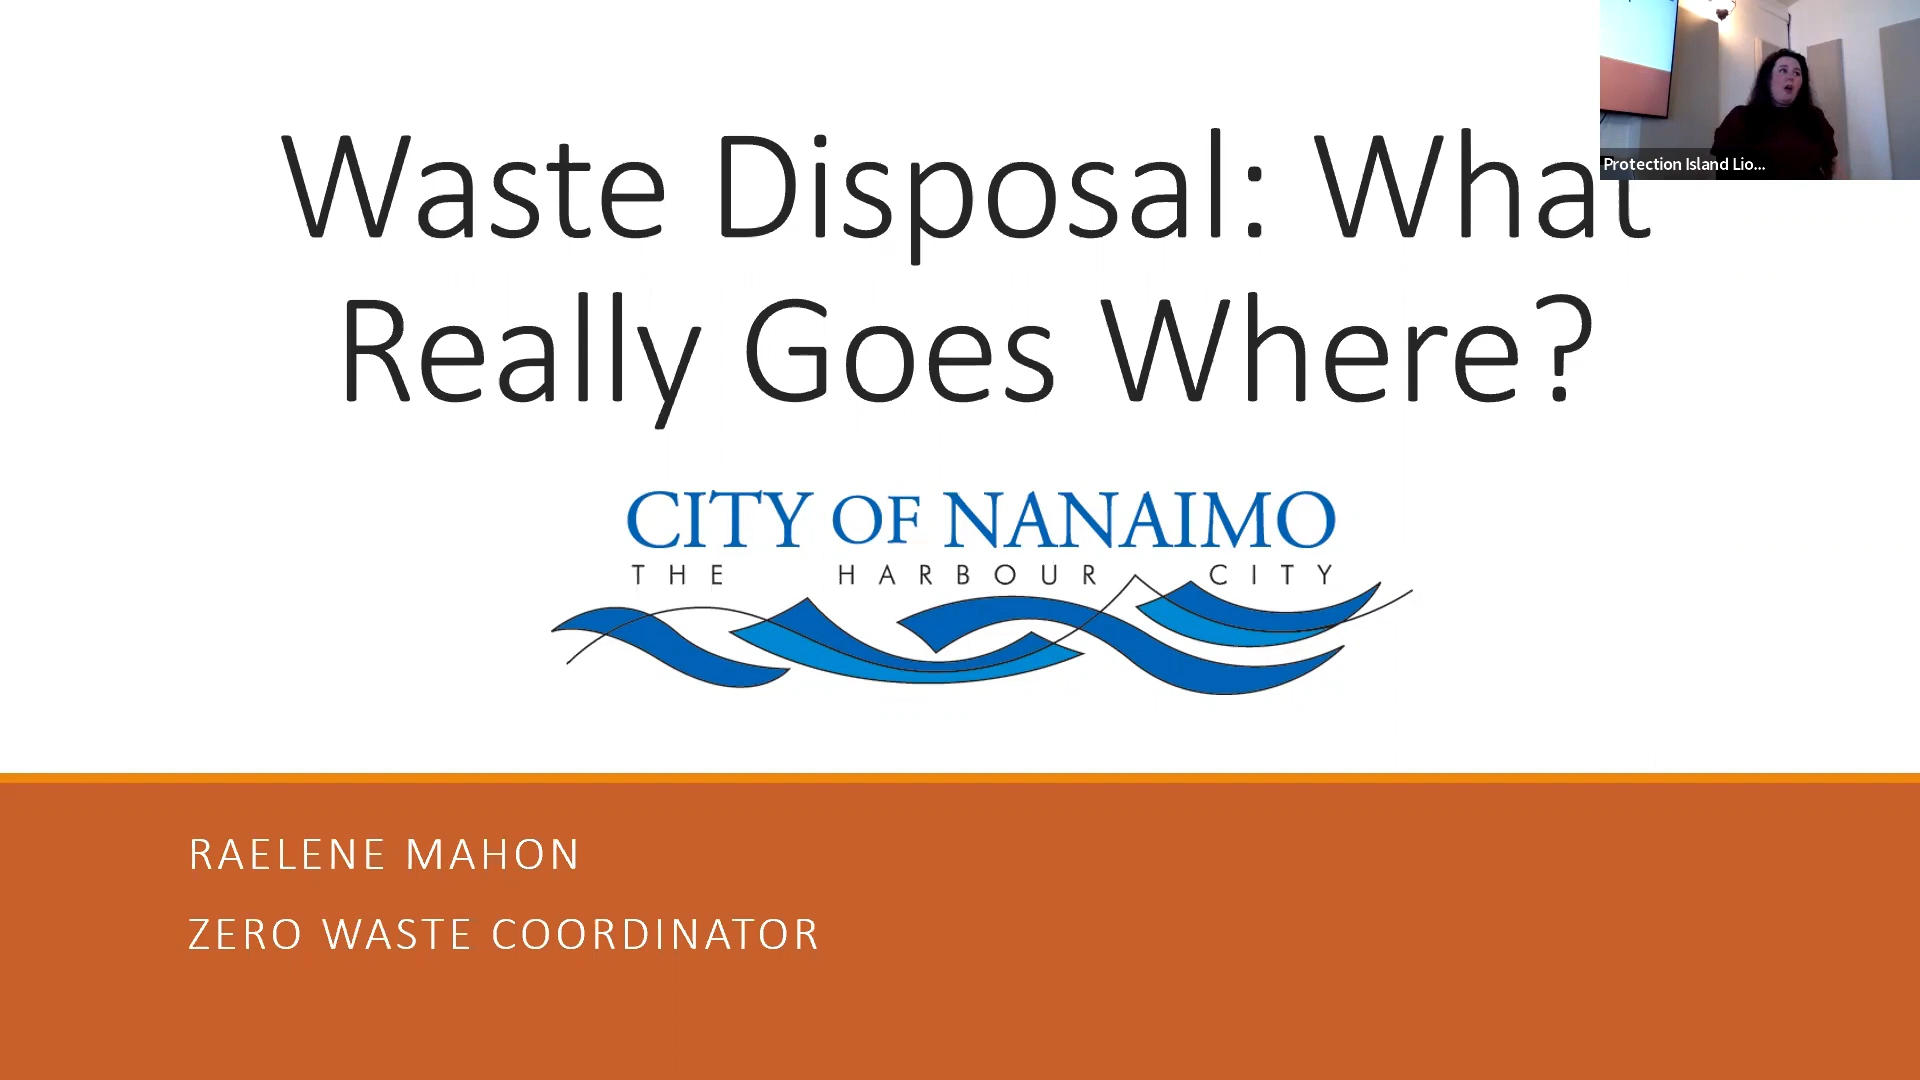 Waste Disposal: What
Really Goes Where?
Protection Island Lio...
CITY OF NANAIMO
THE HARBOUR CITY
RAELENE MAHON
ZERO WASTE COORDINATOR